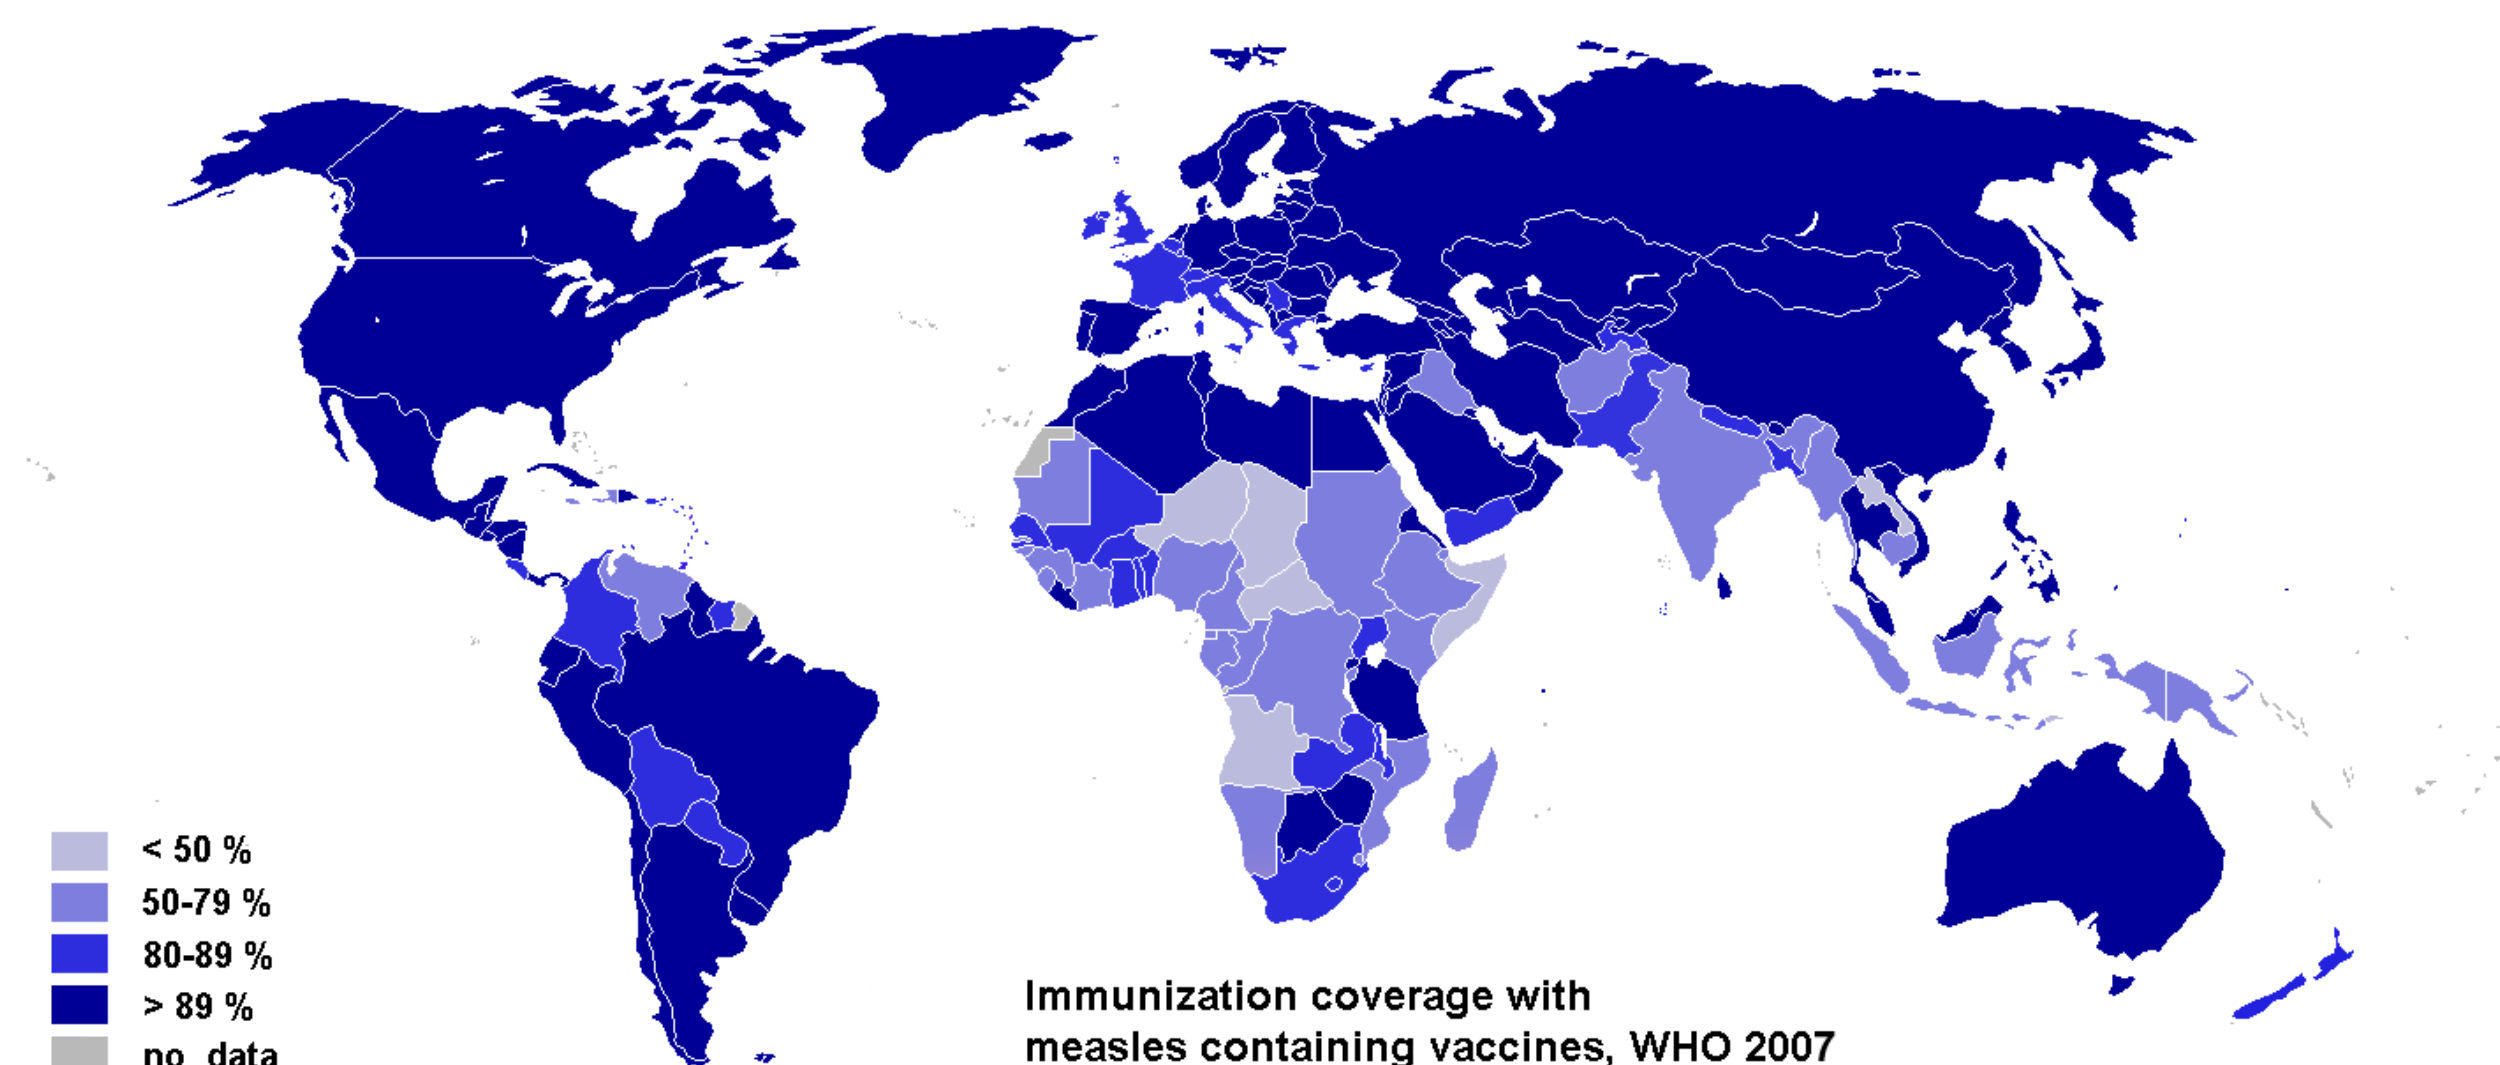 < 50 %
50-79 %
80-89 %
> 89 %
no data
Immunization coverage with
measles containing vaccines, WHO 2007